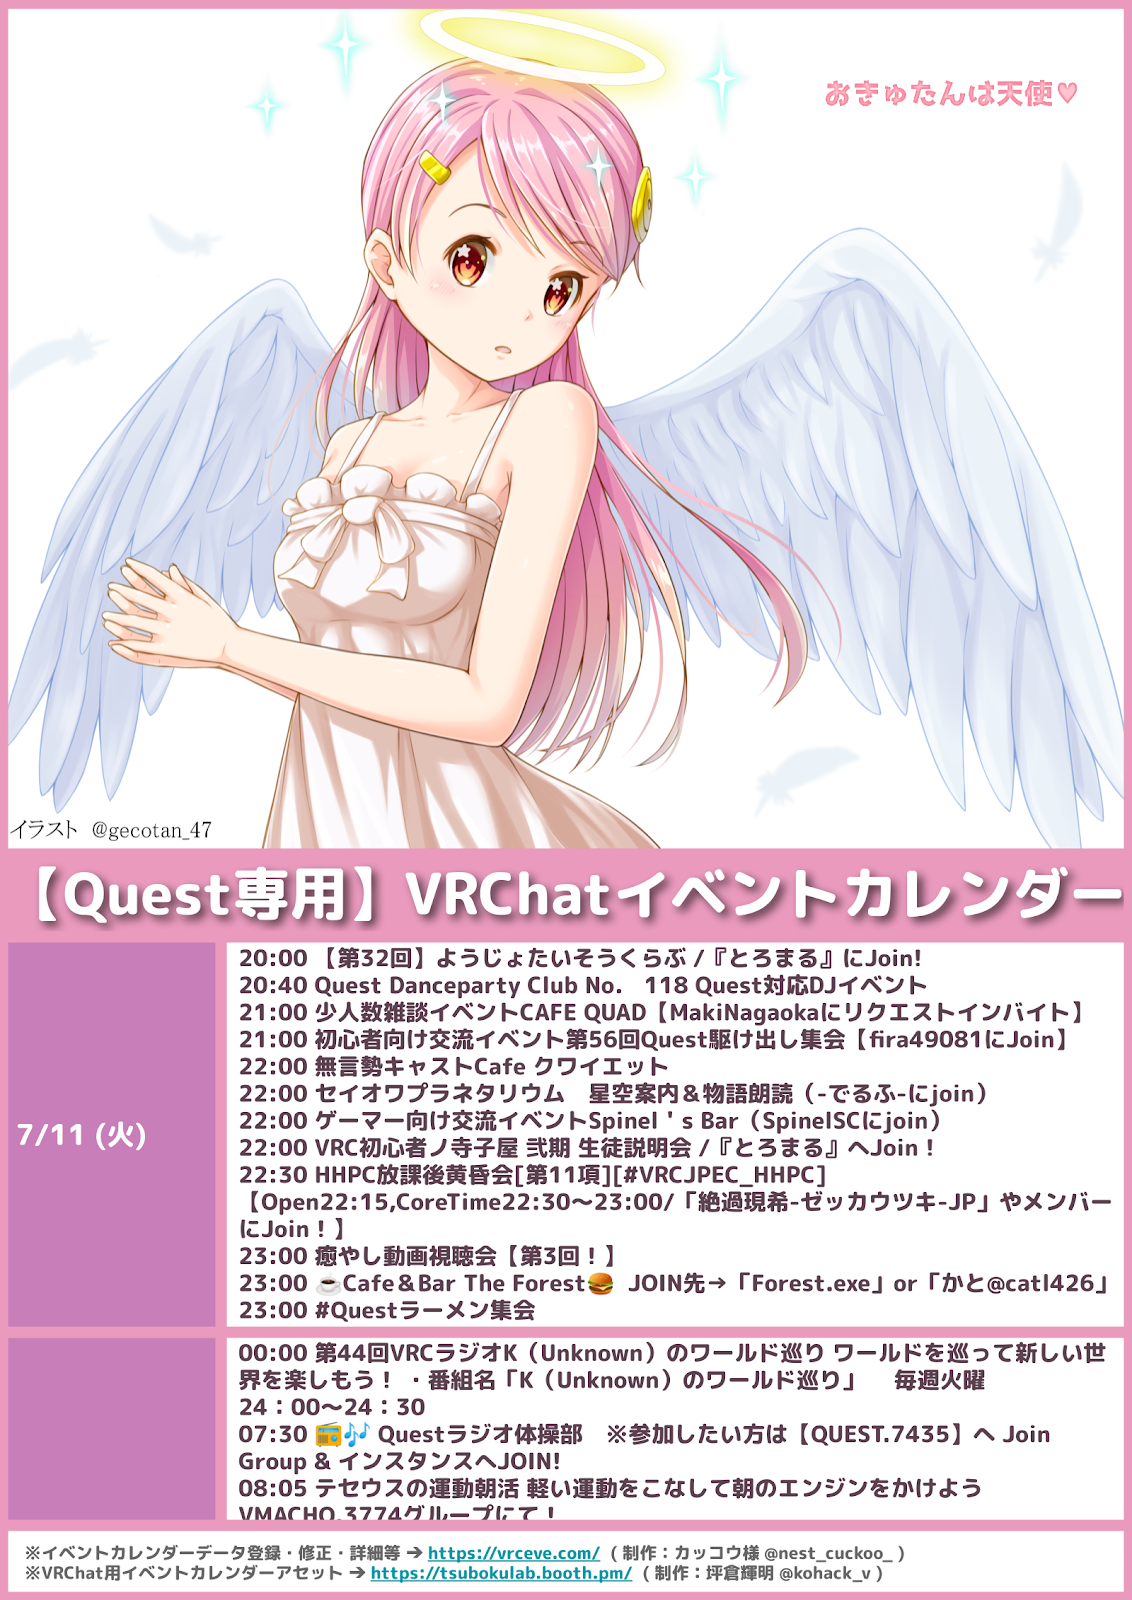 おきゅたんは天使♥
イラスト @gecotan_47
【Quest専用】VRChatイベントカレンダー
7/11 (火)
20:00 【第32回】ようじょたいそうくらぶ /『とろまる』にJoin!
20:40 Quest Danceparty Club No. 118 Quest対応DJイベント
21:00 少人数雑談イベントCAFE QUAD【MakiNagaokaにリクエストインバイト】
21:00 初心者向け交流イベント第56回Quest駆け出し集会【fira49081にJoin】
22:00 無言勢キャストCafe クワイエット
22:00 セイオワプラネタリウム　星空案内＆物語朗読（-でるふ-にjoin）
22:00 ゲーマー向け交流イベントSpinel ' s Bar（SpinelSCにjoin）
22:00 VRC初心者ノ寺子屋 弐期 生徒説明会 /『とろまる』へJoin！
22:30 HHPC放課後黄昏会[第11項][#VRCJPEC_HHPC]
【Open22:15,CoreTime22:30～23:00/「絶過現希-ゼッカウツキ-JP」やメンバー
にJoin！】
23:00 癒やし動画視聴会【第3回！】
23:00 ☕Cafe＆Bar The Forest🍔 JOIN先→「Forest.exe」or「かと@catl426」
23:00 #Questラーメン集会
00:00 第44回VRCラジオK（Unknown）のワールド巡り ワールドを巡って新しい世
界を楽しもう！ ・番組名「K（Unknown）のワールド巡り」　毎週火曜
24：00～24：30
07:30 📻🎶 Questラジオ体操部　※参加したい方は【QUEST.7435】へ Join
Group & インスタンスへJOIN!
08:05 テセウスの運動朝活 軽い運動をこなして朝のエンジンをかけよう
VMACHO.3774グループにて！
※イベントカレンダーデータ登録・修正・詳細等 ➔ https://vrceve.com/ ( 制作：カッコウ様 @nest_cuckoo_ )
※VRChat用イベントカレンダーアセット ➔ https://tsubokulab.booth.pm/ ( 制作：坪倉輝明 @kohack_v )